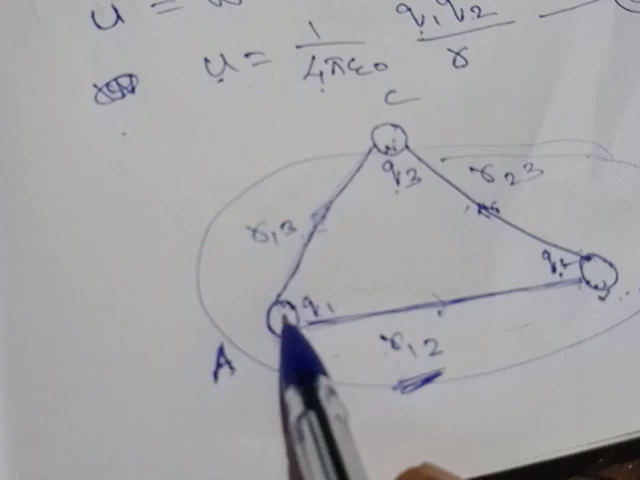 u =
u = 1/4πε₀ q₁q₂/r
C
q₃
r₁₃
r₂₃
q₂
q₁
r₁₂
A